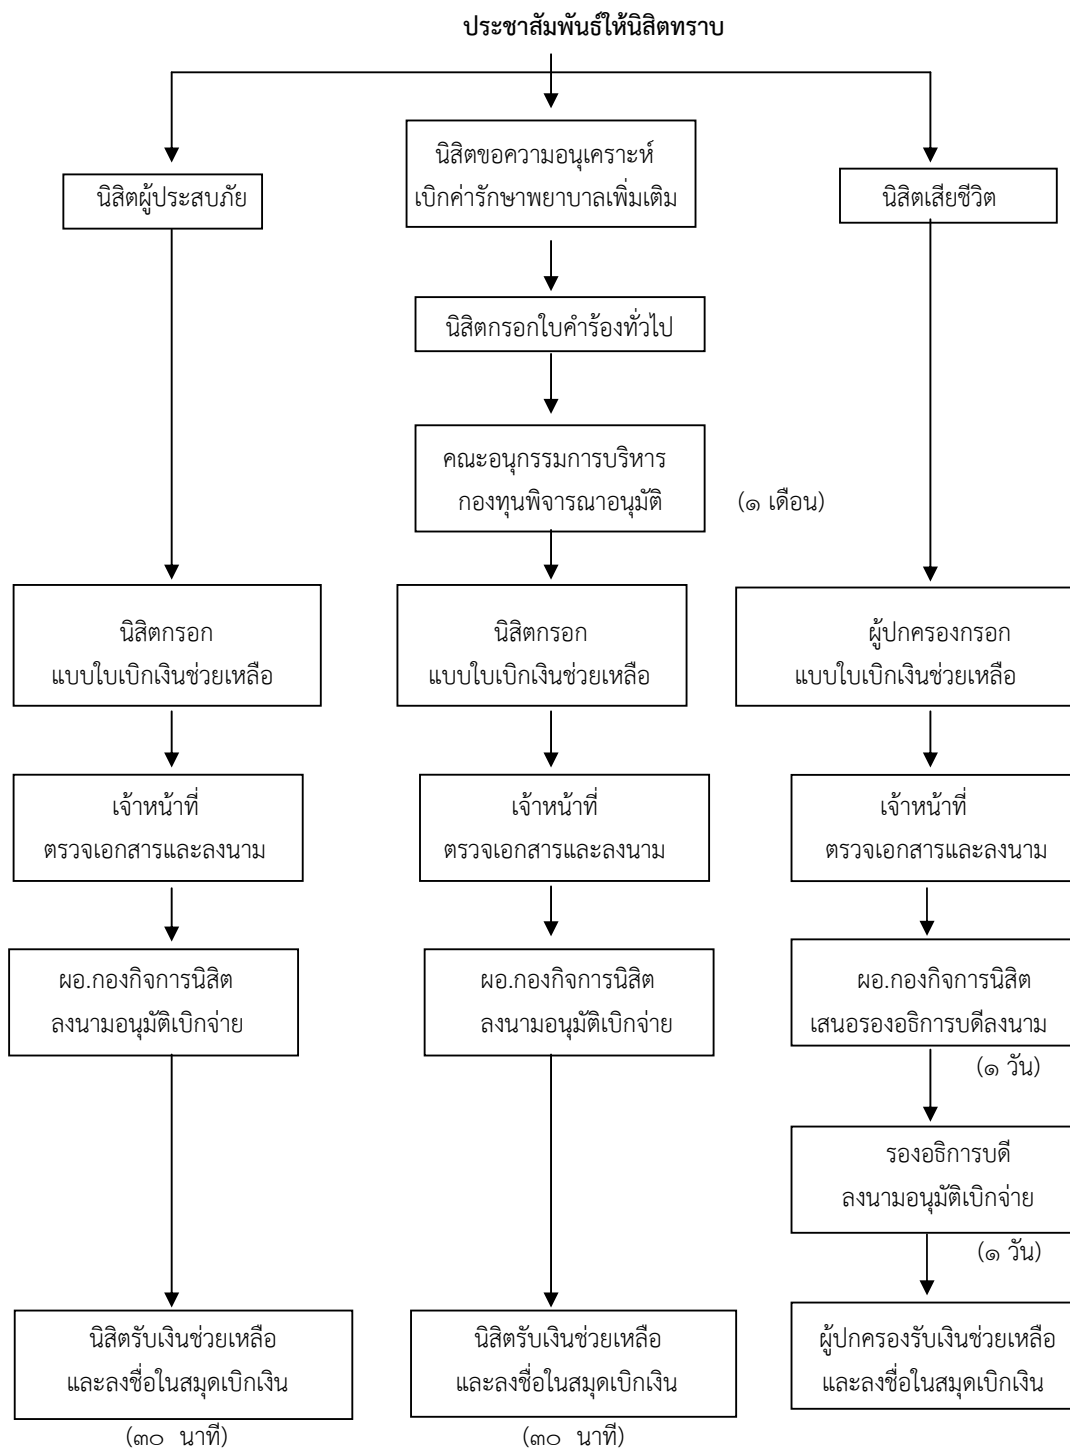 ประชาสัมพันธ์ให้นิสิตทราบ
นิสิตผู้ประสบภัย
นิสิตขอความอนุเคราะห์
เบิกค่ารักษาพยาบาลเพิ่มเติม
นิสิตเสียชีวิต
นิสิตกรอกใบคำร้องทั่วไป
คณะอนุกรรมการบริหาร
กองทุนพิจารณาอนุมัติ
(๑ เดือน)
นิสิตกรอก
แบบใบเบิกเงินช่วยเหลือ
นิสิตกรอก
แบบใบเบิกเงินช่วยเหลือ
ผู้ปกครองกรอก
แบบใบเบิกเงินช่วยเหลือ
เจ้าหน้าที่
ตรวจเอกสารและลงนาม
เจ้าหน้าที่
ตรวจเอกสารและลงนาม
เจ้าหน้าที่
ตรวจเอกสารและลงนาม
ผอ.กองกิจการนิสิต
ลงนามอนุมัติเบิกจ่าย
ผอ.กองกิจการนิสิต
ลงนามอนุมัติเบิกจ่าย
ผอ.กองกิจการนิสิต
เสนอรองอธิการบดีลงนาม
(๑ วัน)
รองอธิการบดี
ลงนามอนุมัติเบิกจ่าย
(๑ วัน)
นิสิตรับเงินช่วยเหลือ
และลงชื่อในสมุดเบิกเงิน
(๓๐ นาที)
นิสิตรับเงินช่วยเหลือ
และลงชื่อในสมุดเบิกเงิน
(๓๐ นาที)
ผู้ปกครองรับเงินช่วยเหลือ
และลงชื่อในสมุดเบิกเงิน